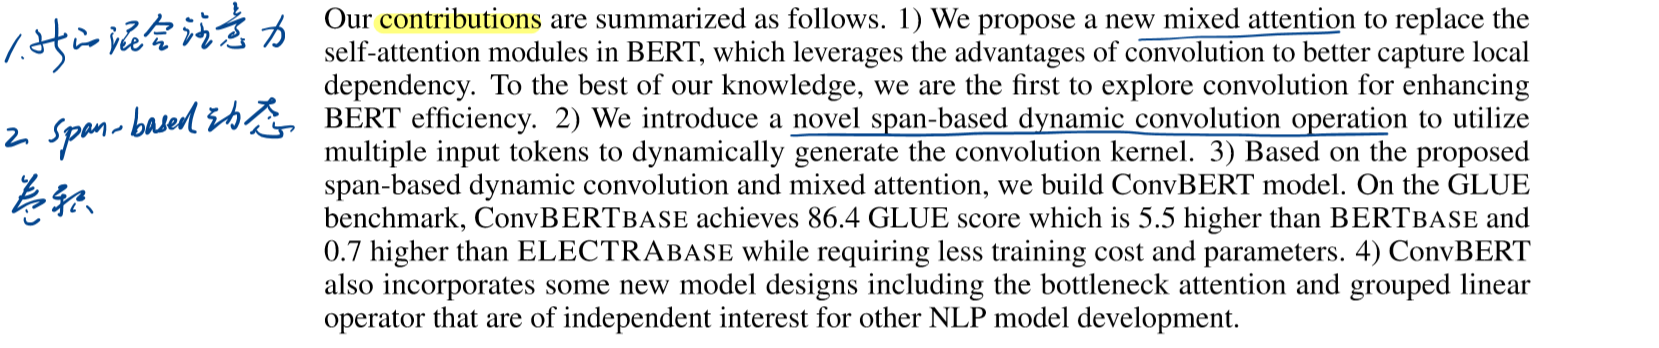 1. 混合注意力
2 span-based 动态
卷积
Our contributions are summarized as follows. 1) We propose a new mixed attention to replace the
self-attention modules in BERT, which leverages the advantages of convolution to better capture local
dependency. To the best of our knowledge, we are the first to explore convolution for enhancing
BERT efficiency. 2) We introduce a novel span-based dynamic convolution operation to utilize
multiple input tokens to dynamically generate the convolution kernel. 3) Based on the proposed
span-based dynamic convolution and mixed attention, we build ConvBERT model. On the GLUE
benchmark, ConvBERTBASE achieves 86.4 GLUE score which is 5.5 higher than BERTBASE and
0.7 higher than ELECTRABASE while requiring less training cost and parameters. 4) ConvBERT
also incorporates some new model designs including the bottleneck attention and grouped linear
operator that are of independent interest for other NLP model development.